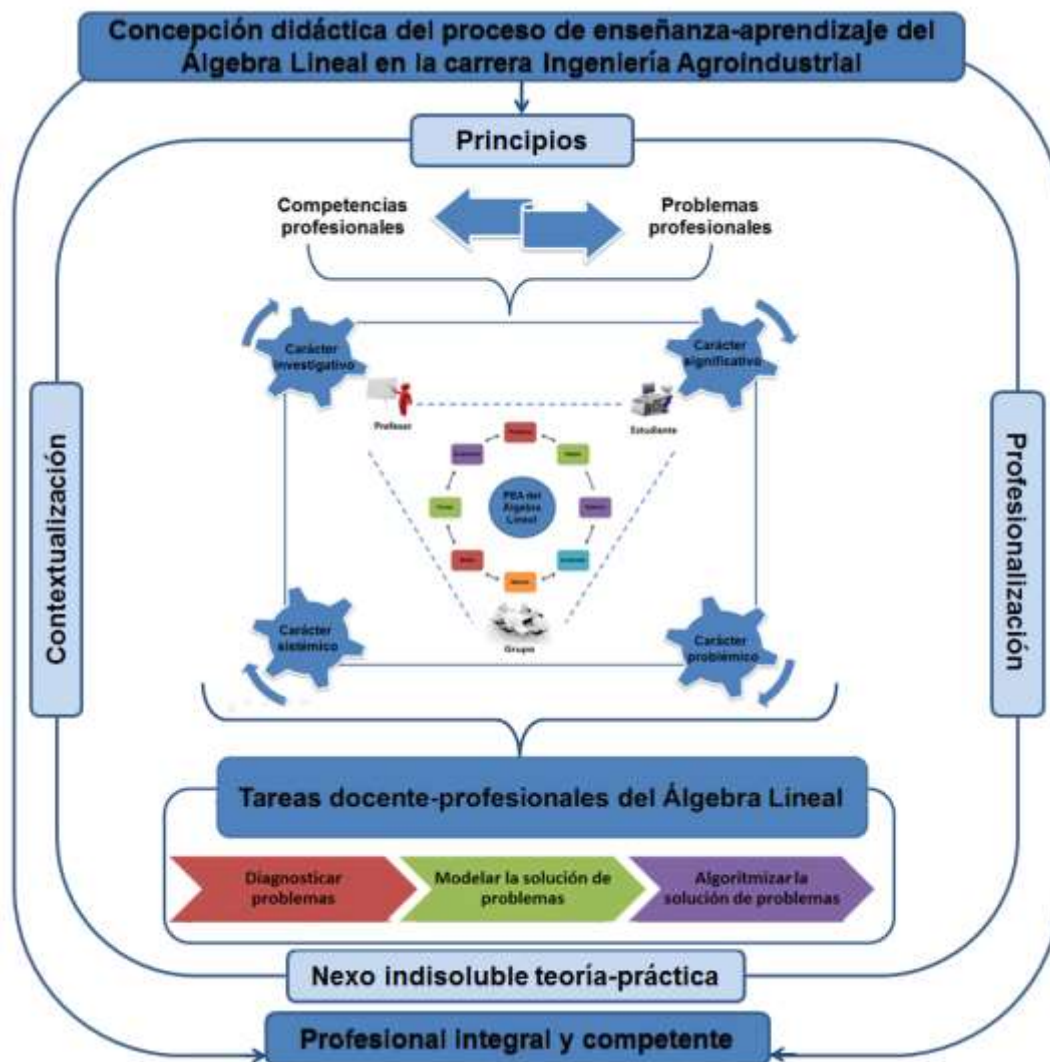 Concepción didáctica del proceso de enseñanza-aprendizaje del
Álgebra Lineal en la carrera Ingeniería Agroindustrial
Principios
Competencias
profesionales
Problemas
profesionales
Carácter
investigativo
Carácter
significativo
Profesor
Estudiante
PEA del
Álgebra
Lineal
Grupo
Carácter
sistémico
Carácter
problémico
Contextualización
Profesionalización
Tareas docente-profesionales del Álgebra Lineal
Diagnosticar
problemas
Modelar la solución de
problemas
Algoritmizar la
solución de problemas
Nexo indisoluble teoría-práctica
Profesional integral y competente